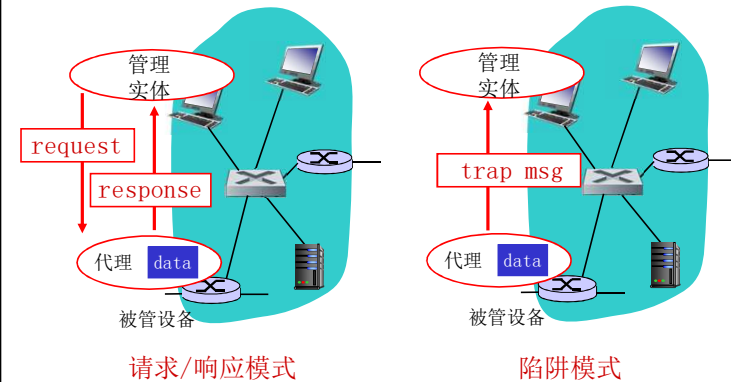 管理
实体
request
response
代理
data
被管设备
请求/响应模式
管理
实体
trap msg
代理
data
被管设备
陷阱模式